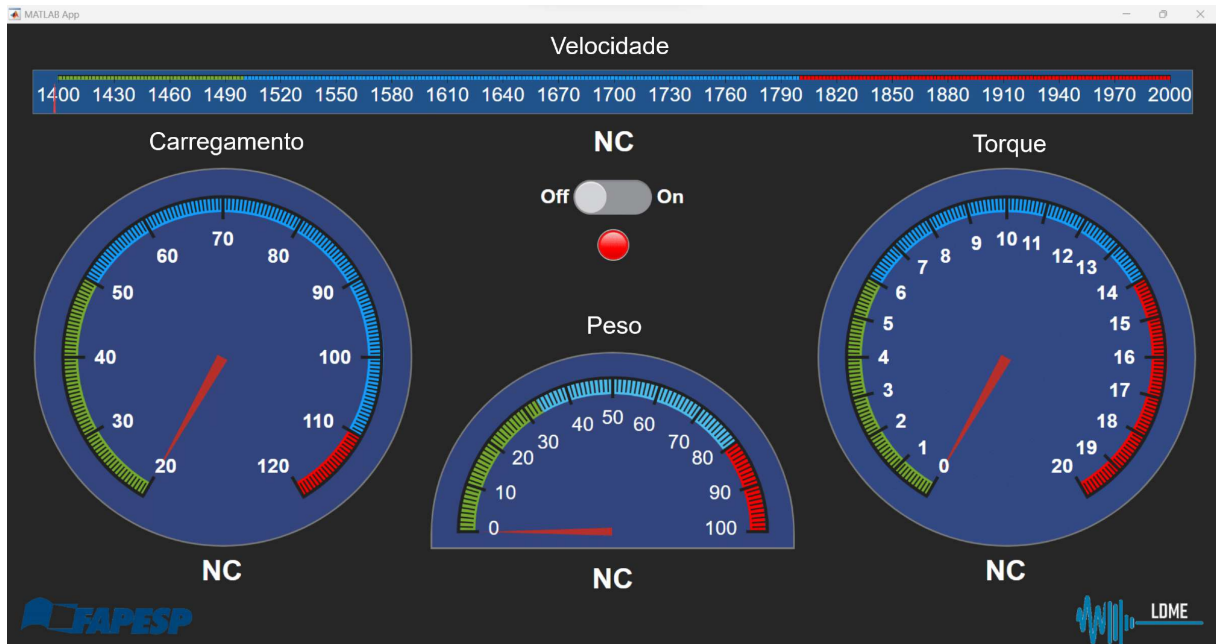 MATLAB App
Velocidade
1400 1430 1460 1490 1520 1550 1580 1610 1640 1670 1700 1730 1760 1790 1820 1850 1880 1910 1940 1970 2000
Carregamento
20 30 40 50 60 70 80 90 100 110 120
NC
NC
Off On
Peso
0 10 20 30 40 50 60 70 80 90 100
NC
Torque
0 1 2 3 4 5 6 7 8 9 10 11 12 13 14 15 16 17 18 19 20
NC
FAPESP
LDME